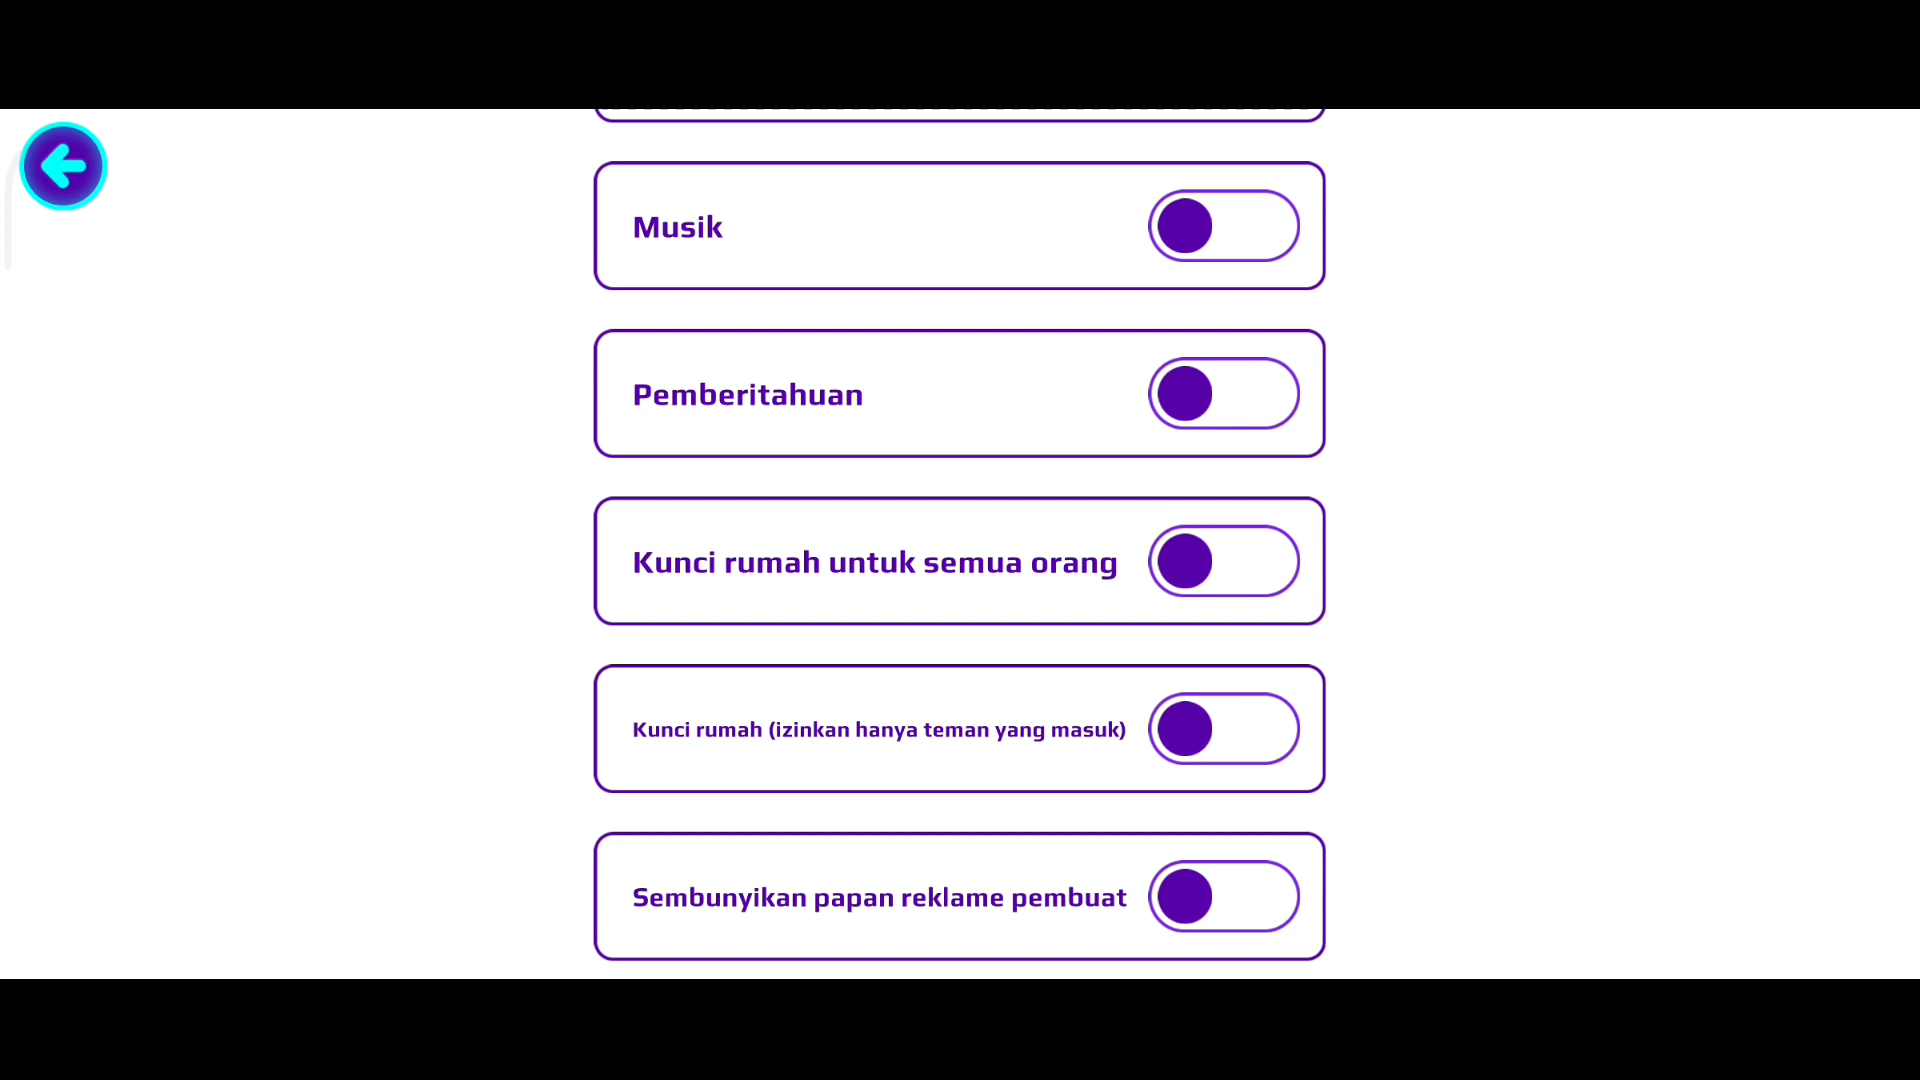 Musik
Pemberitahuan
Kunci rumah untuk semua orang
Kunci rumah (izinkan hanya teman yang masuk)
Sembunyikan papan reklame pembuat